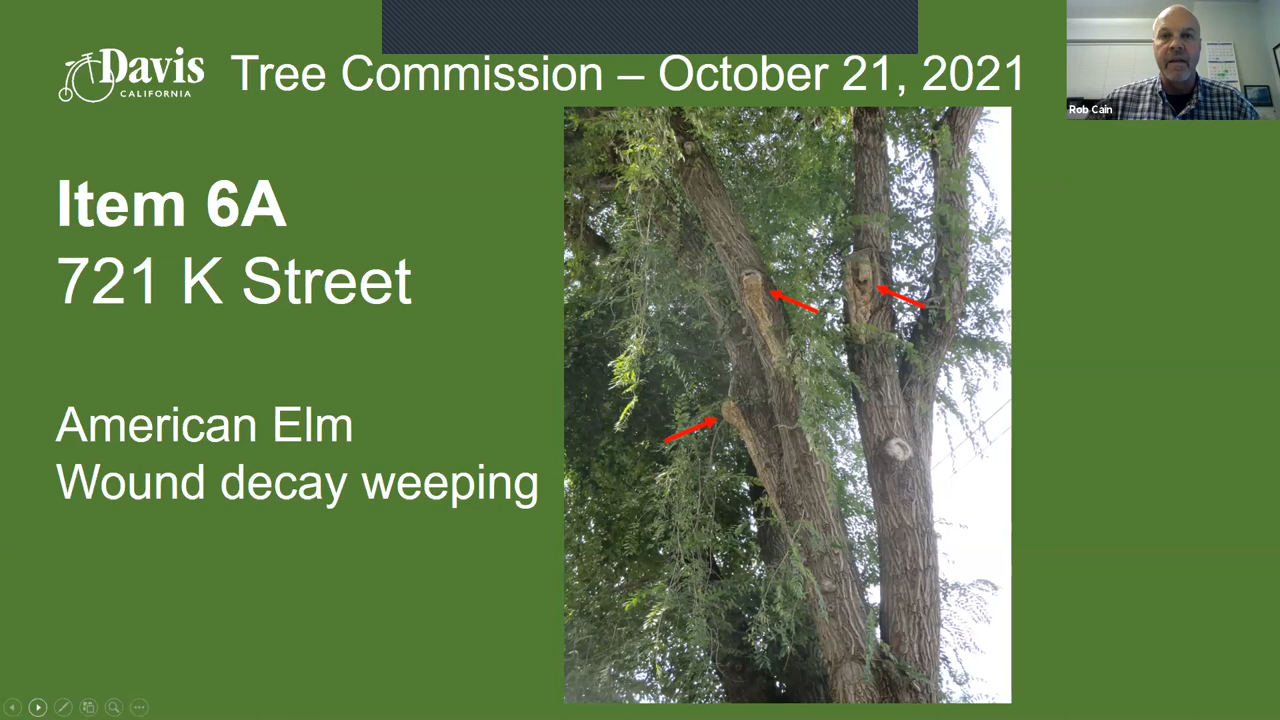 Davis
CALIFORNIA
Tree Commission – October 21, 2021
Rob Cain
Item 6A
721 K Street
American Elm
Wound decay weeping